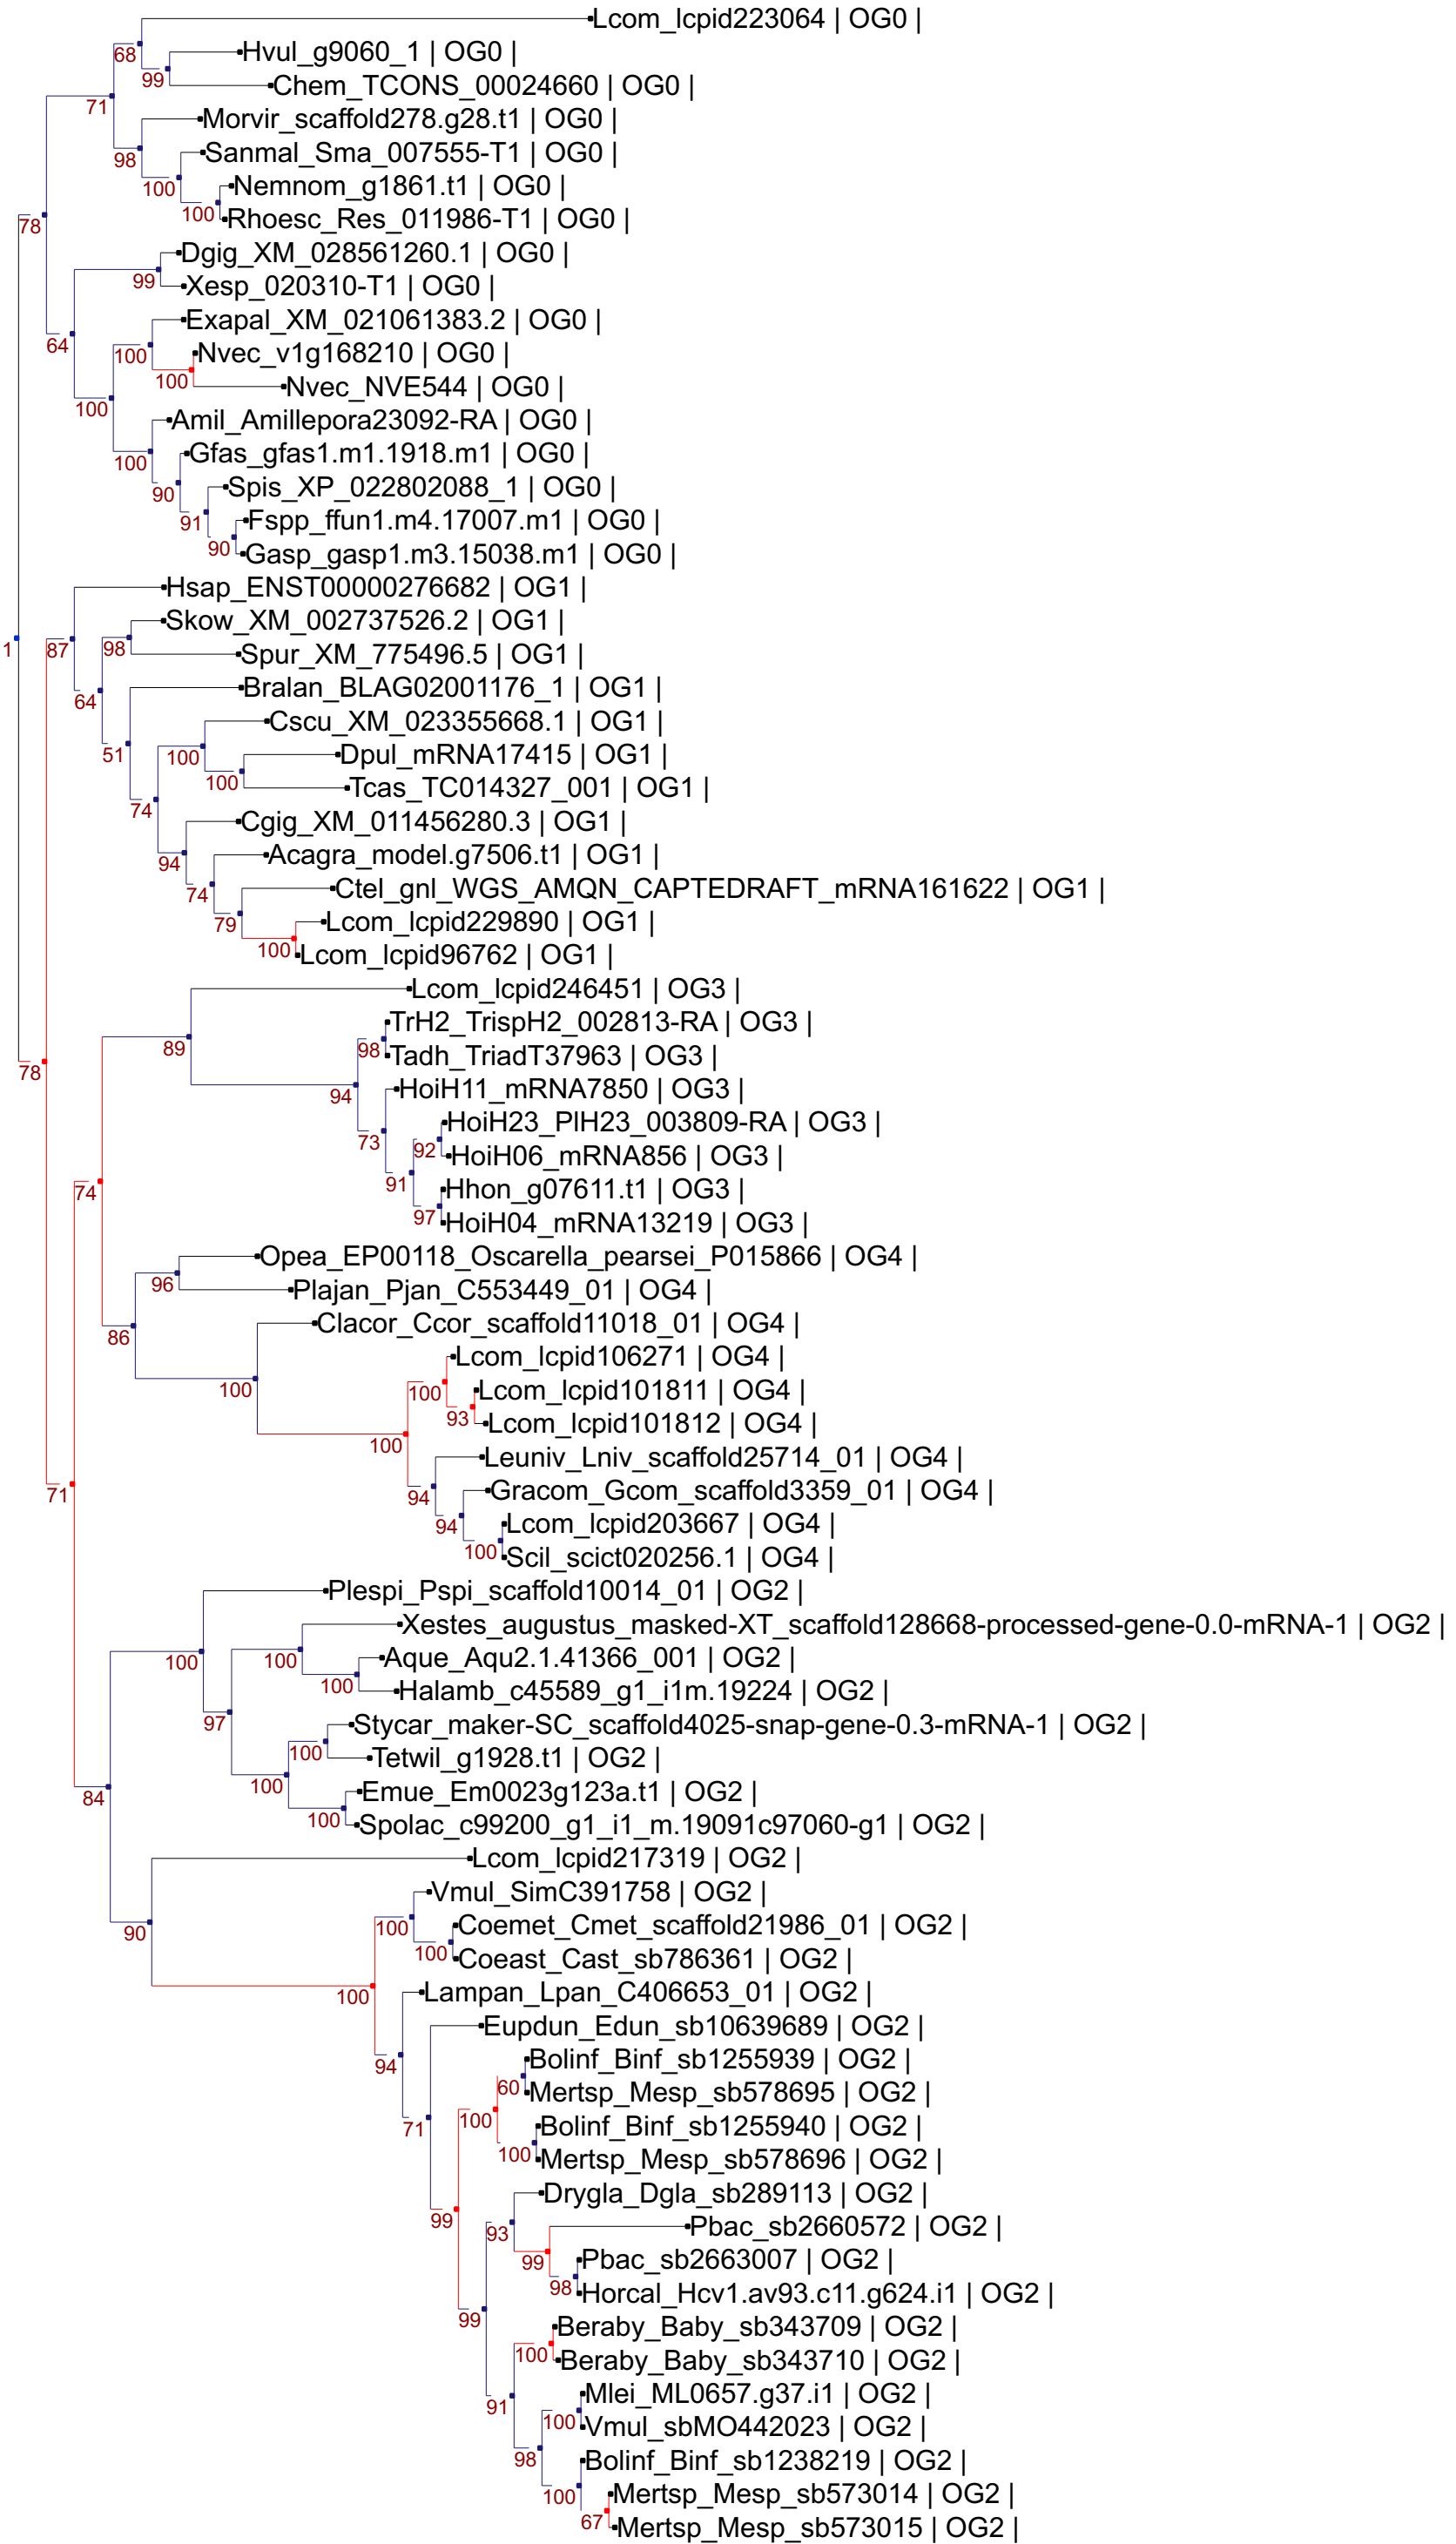 Lcom_lcpid223064 | OG0 |
68
Hvul_g9060_1 | OG0 |
99
Chem_TCONS_00024660 | OG0 |
71
Morvir_scaffold278.g28.t1 | OG0 |
98
Sanmal_Sma_007555-T1 | OG0 |
100
Nemnom_g1861.t1 | OG0 |
100
Rhoesc_Res_011986-T1 | OG0 |
78
Dgig_XM_028561260.1 | OG0 |
99
Xesp_020310-T1 | OG0 |
64
Exapal_XM_021061383.2 | OG0 |
100
Nvec_v1g168210 | OG0 |
100
Nvec_NVE544 | OG0 |
100
Amil_Amillepora23092-RA | OG0 |
100
Gfas_gfas1.m1.1918.m1 | OG0 |
90
Spis_XP_022802088_1 | OG0 |
91
Fspp_ffun1.m4.17007.m1 | OG0 |
90
Gasp_gasp1.m3.15038.m1 | OG0 |
Hsap_ENST00000276682 | OG1 |
Skow_XM_002737526.2 | OG1 |
1
87
98
Spur_XM_775496.5 | OG1 |
64
Bralan_BLAG02001176_1 | OG1 |
Cscu_XM_023355668.1 | OG1 |
51
100
Dpul_mRNA17415 | OG1 |
100
Tcas_TC014327_001 | OG1 |
74
Cgig_XM_011456280.3 | OG1 |
94
Acagra_model.g7506.t1 | OG1 |
74
Ctel_gnl_WGS_AMQN_CAPTEDRAFT_mRNA161622 | OG1 |
79
Lcom_lcpid229890 | OG1 |
100
Lcom_lcpid96762 | OG1 |
Lcom_lcpid246451 | OG3 |
TrH2_TrispH2_002813-RA | OG3 |
89
98
Tadh_TriadT37963 | OG3 |
78
94
HoiH11_mRNA7850 | OG3 |
HoiH23_PlH23_003809-RA | OG3 |
73
92
HoiH06_mRNA856 | OG3 |
91
Hhon_g07611.t1 | OG3 |
74
97
HoiH04_mRNA13219 | OG3 |
Opea_EP00118_Oscarella_pearsei_P015866 | OG4 |
96
Plajan_Pjan_C553449_01 | OG4 |
86
Clacor_Ccor_scaffold11018_01 | OG4 |
Lcom_lcpid106271 | OG4 |
100
100
Lcom_lcpid101811 | OG4 |
93
Lcom_lcpid101812 | OG4 |
100
Leuniv_Lniv_scaffold25714_01 | OG4 |
71
94
Gracom_Gcom_scaffold3359_01 | OG4 |
94
Lcom_lcpid203667 | OG4 |
100
Scil_scict020256.1 | OG4 |
Plespi_Pspi_scaffold10014_01 | OG2 |
Xestes_augustus_masked-XT_scaffold128668-processed-gene-0.0-mRNA-1 | OG2 |
100
100
Aque_Aqu2.1.41366_001 | OG2 |
100
Halamb_c45589_g1_i1m.19224 | OG2 |
97
Stycar_maker-SC_scaffold4025-snap-gene-0.3-mRNA-1 | OG2 |
100
Tetwil_g1928.t1 | OG2 |
100
Emue_Em0023g123a.t1 | OG2 |
84
100
Spolac_c99200_g1_i1_m.19091c97060-g1 | OG2 |
Lcom_lcpid217319 | OG2 |
Vmul_SimC391758 | OG2 |
90
100
Coemet_Cmet_scaffold21986_01 | OG2 |
100
Coeast_Cast_sb786361 | OG2 |
100
Lampan_Lpan_C406653_01 | OG2 |
Eupdun_Edun_sb10639689 | OG2 |
94
Bolinf_Binf_sb1255939 | OG2 |
60
Mertsp_Mesp_sb578695 | OG2 |
71
100
Bolinf_Binf_sb1255940 | OG2 |
100
Mertsp_Mesp_sb578696 | OG2 |
Drygla_Dgla_sb289113 | OG2 |
99
93
Pbac_sb2660572 | OG2 |
99
Pbac_sb2663007 | OG2 |
98
Horcal_Hcv1.av93.c11.g624.i1 | OG2 |
99
Beraby_Baby_sb343709 | OG2 |
100
Beraby_Baby_sb343710 | OG2 |
91
Mlei_ML0657.g37.i1 | OG2 |
100
Vmul_sbMO442023 | OG2 |
98
Bolinf_Binf_sb1238219 | OG2 |
100
Mertsp_Mesp_sb573014 | OG2 |
67
Mertsp_Mesp_sb573015 | OG2 |